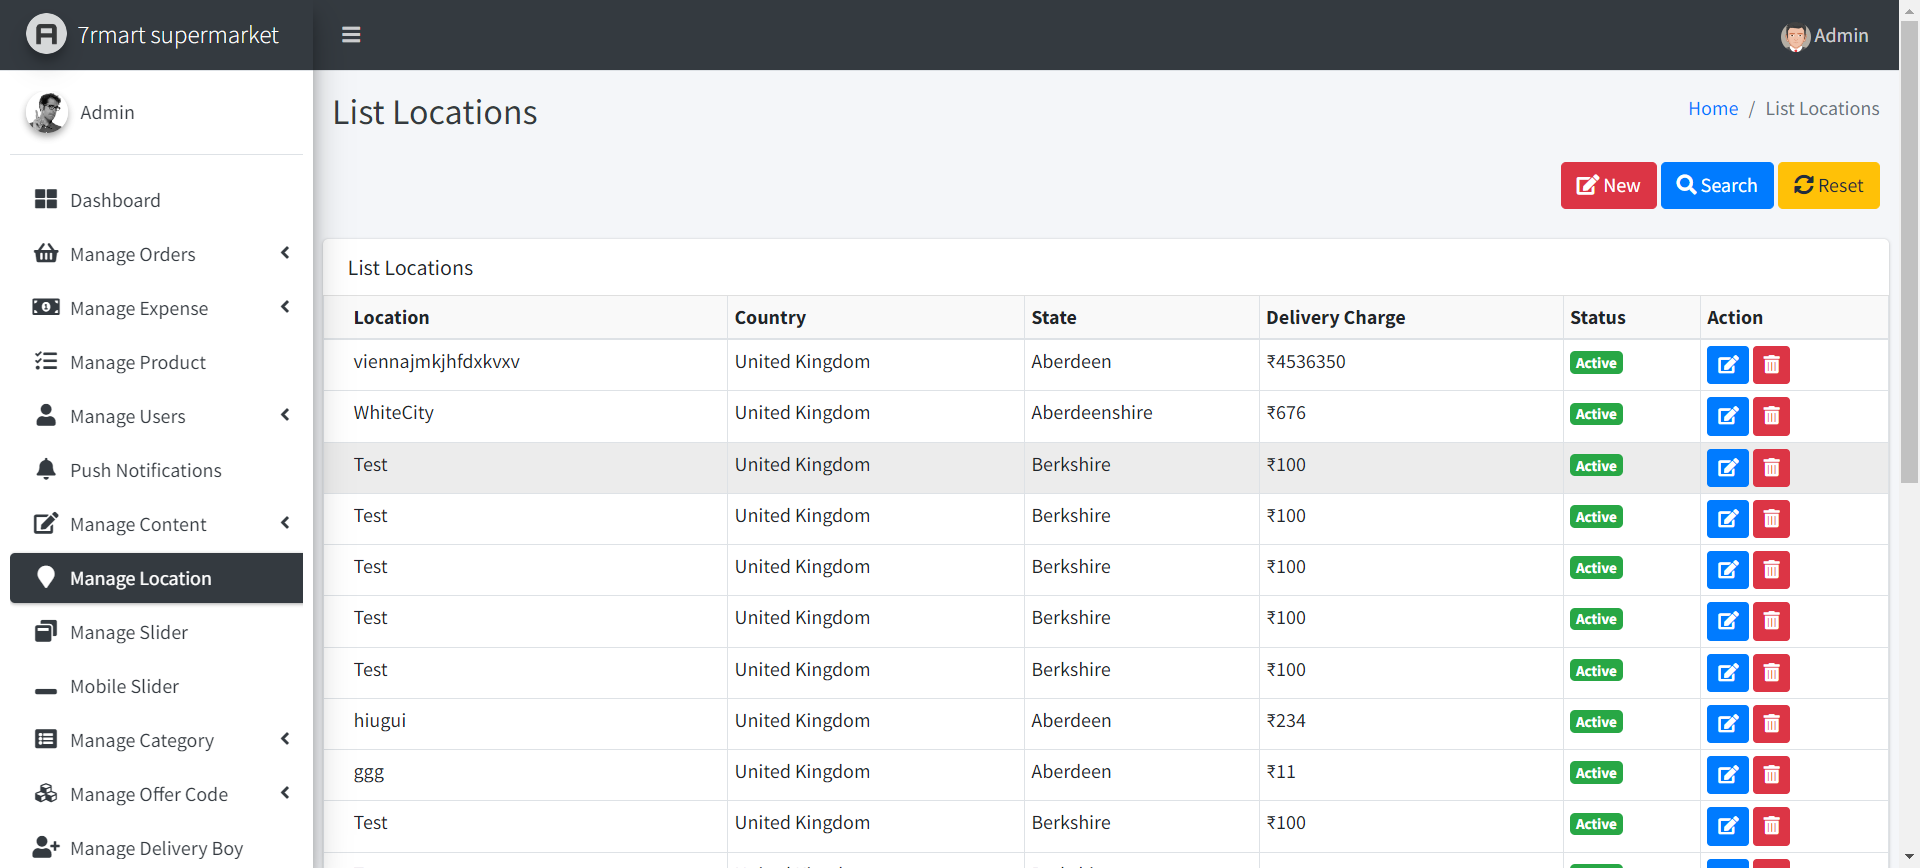 7rmart supermarket
Admin
Admin
List Locations
Home / List Locations
New Search Reset
Dashboard
Manage Orders
Manage Expense
Manage Product
Manage Users
Push Notifications
Manage Content
Manage Location
Manage Slider
Mobile Slider
Manage Category
Manage Offer Code
Manage Delivery Boy
List Locations
Location Country State Delivery Charge Status Action
viennajmkjhfdxkvxv United Kingdom Aberdeen ₹4536350 Active
WhiteCity United Kingdom Aberdeenshire ₹676 Active
Test United Kingdom Berkshire ₹100 Active
Test United Kingdom Berkshire ₹100 Active
Test United Kingdom Berkshire ₹100 Active
Test United Kingdom Berkshire ₹100 Active
Test United Kingdom Berkshire ₹100 Active
hiugui United Kingdom Aberdeen ₹234 Active
ggg United Kingdom Aberdeen ₹11 Active
Test United Kingdom Berkshire ₹100 Active